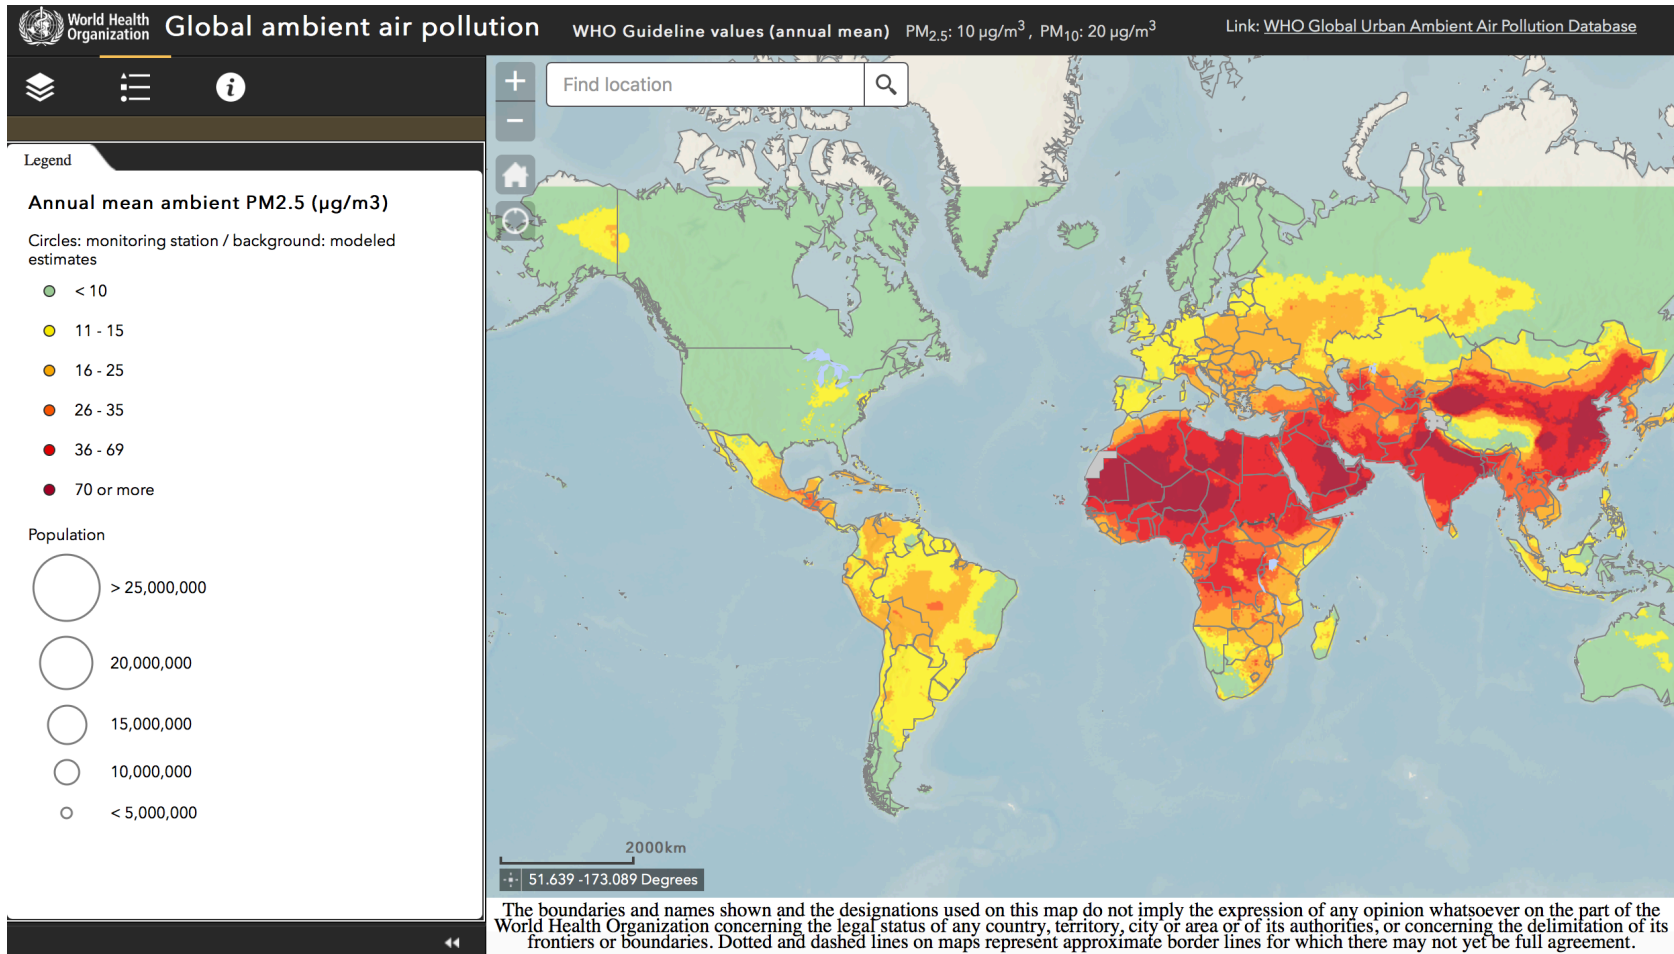 World Health
Organization
Global ambient air pollution
WHO Guideline values (annual mean) PM2.5: 10 µg/m3 , PM10: 20 µg/m3
Link: WHO Global Urban Ambient Air Pollution Database
Find location
Legend
Annual mean ambient PM2.5 (µg/m3)
Circles: monitoring station / background: modeled
estimates
< 10
11 - 15
16 - 25
26 - 35
36 - 69
70 or more
Population
> 25,000,000
20,000,000
15,000,000
10,000,000
< 5,000,000
2000km
51.639 -173.089 Degrees
The boundaries and names shown and the designations used on this map do not imply the expression of any opinion whatsoever on the part of the
World Health Organization concerning the legal status of any country, territory, city or area or of its authorities, or concerning the delimitation of its
frontiers or boundaries. Dotted and dashed lines on maps represent approximate border lines for which there may not yet be full agreement.